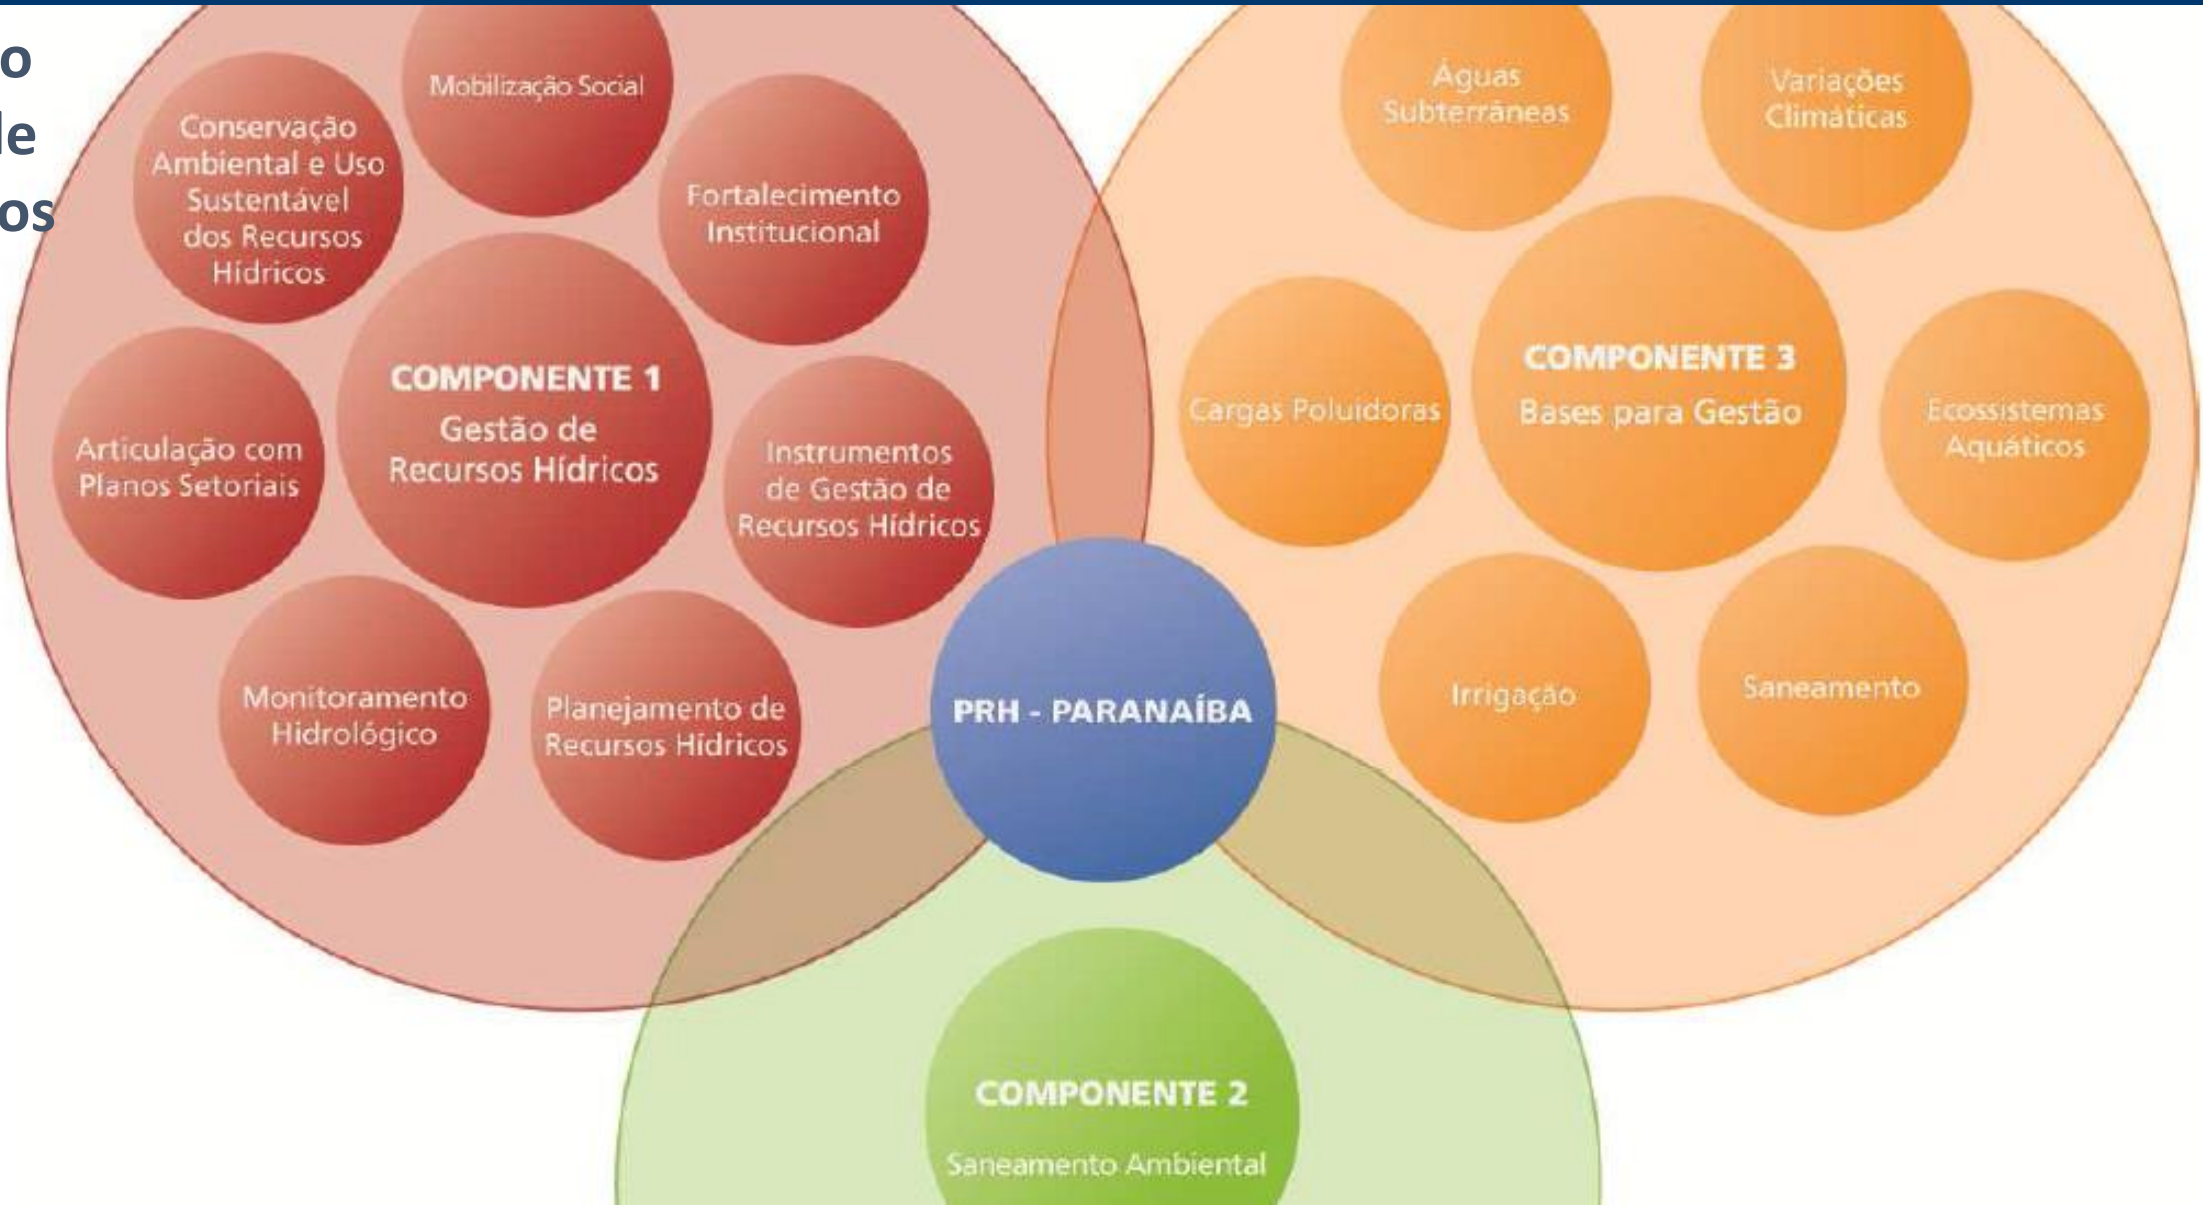 o
de
os
Mobilização Social
Conservação
Ambiental e Uso
Sustentável
dos Recursos
Hídricos
Fortalecimento
Institucional
COMPONENTE 1
Gestão de
Recursos Hídricos
Articulação com
Planos Setoriais
Instrumentos
de Gestão de
Recursos Hídricos
Monitoramento
Hidrológico
Planejamento de
Recursos Hídricos
Águas
Subterrâneas
Variações
Climáticas
COMPONENTE 3
Bases para Gestão
Cargas Poluidoras
Ecossistemas
Aquáticos
Irrigação
Saneamento
PRH - PARANAÍBA
COMPONENTE 2
Saneamento Ambiental